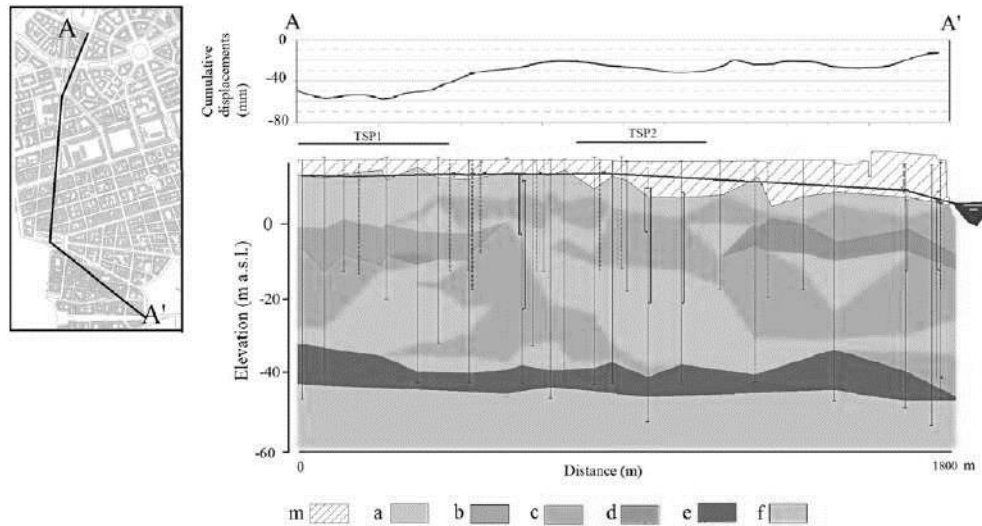 A
A'
A
A'
Cumulative
displacements
(mm)
0
-40
-80
TSP1
TSP2
Elevation (m a.s.l.)
0
-20
-40
-60
0
Distance (m)
1800 m
m a b c d e f